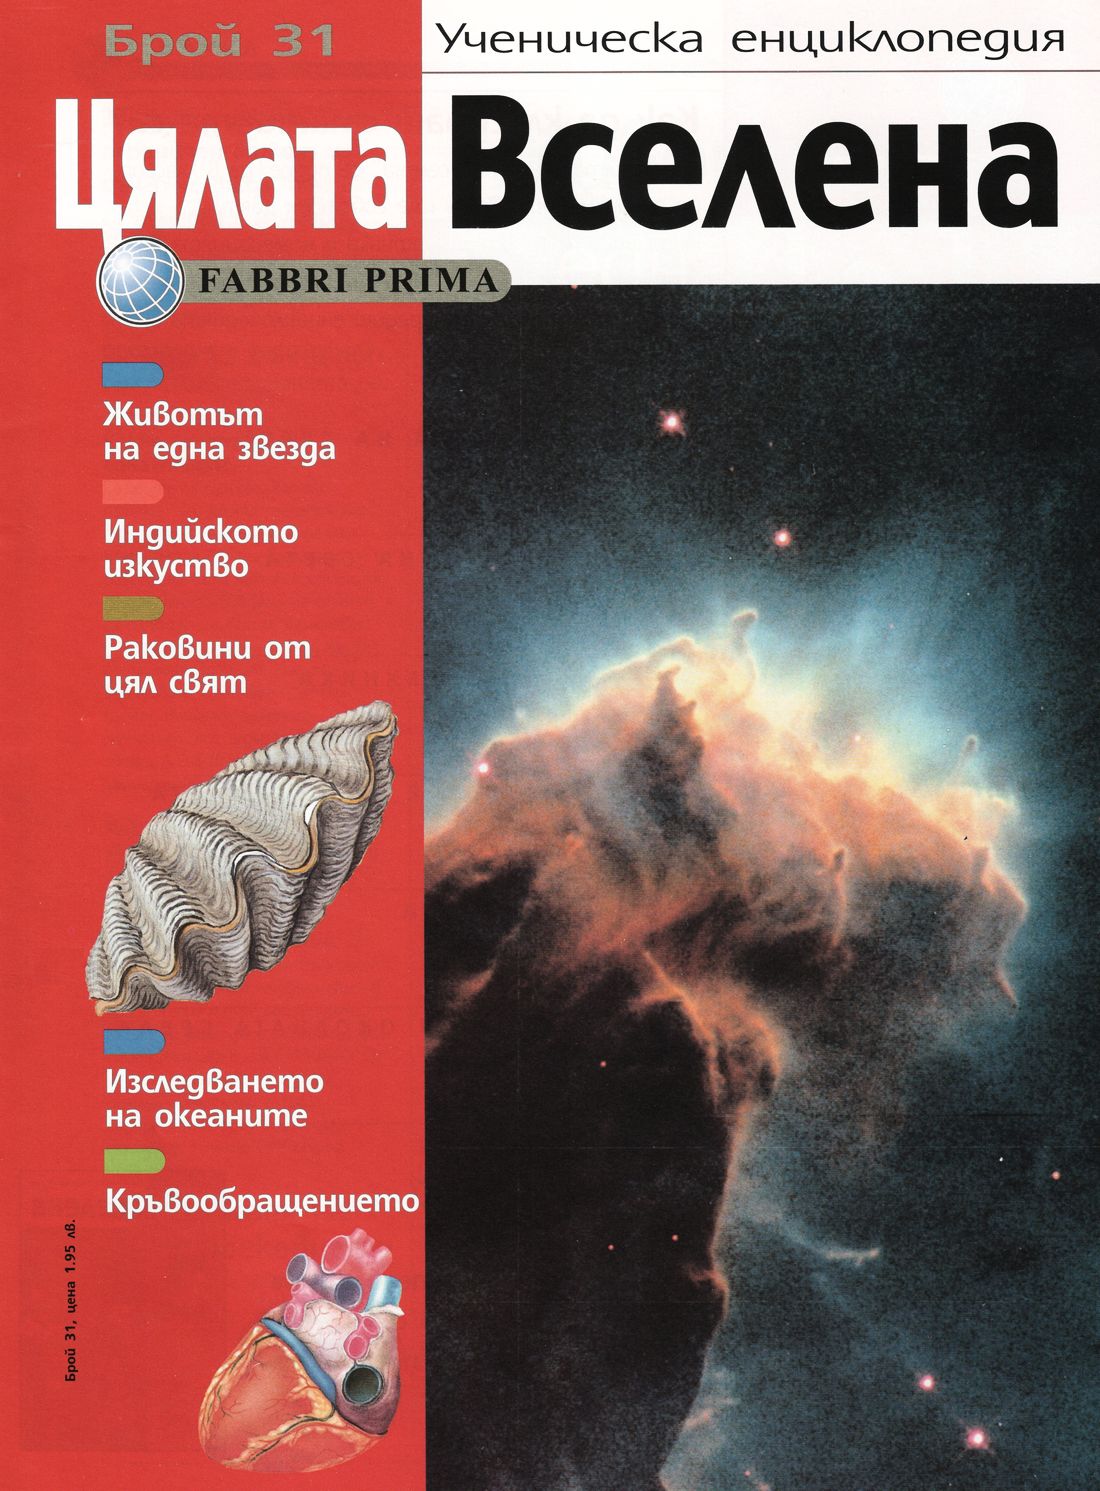 Брой 31
Ученическа енциклопедия
Цялата Вселена
FABBRI PRIMA
Животът
на една звезда
Индийското
изкуство
Раковини от
цял свят
Изследването
на океаните
Кръвообращението
Брой 31, цена 1.95 лв.